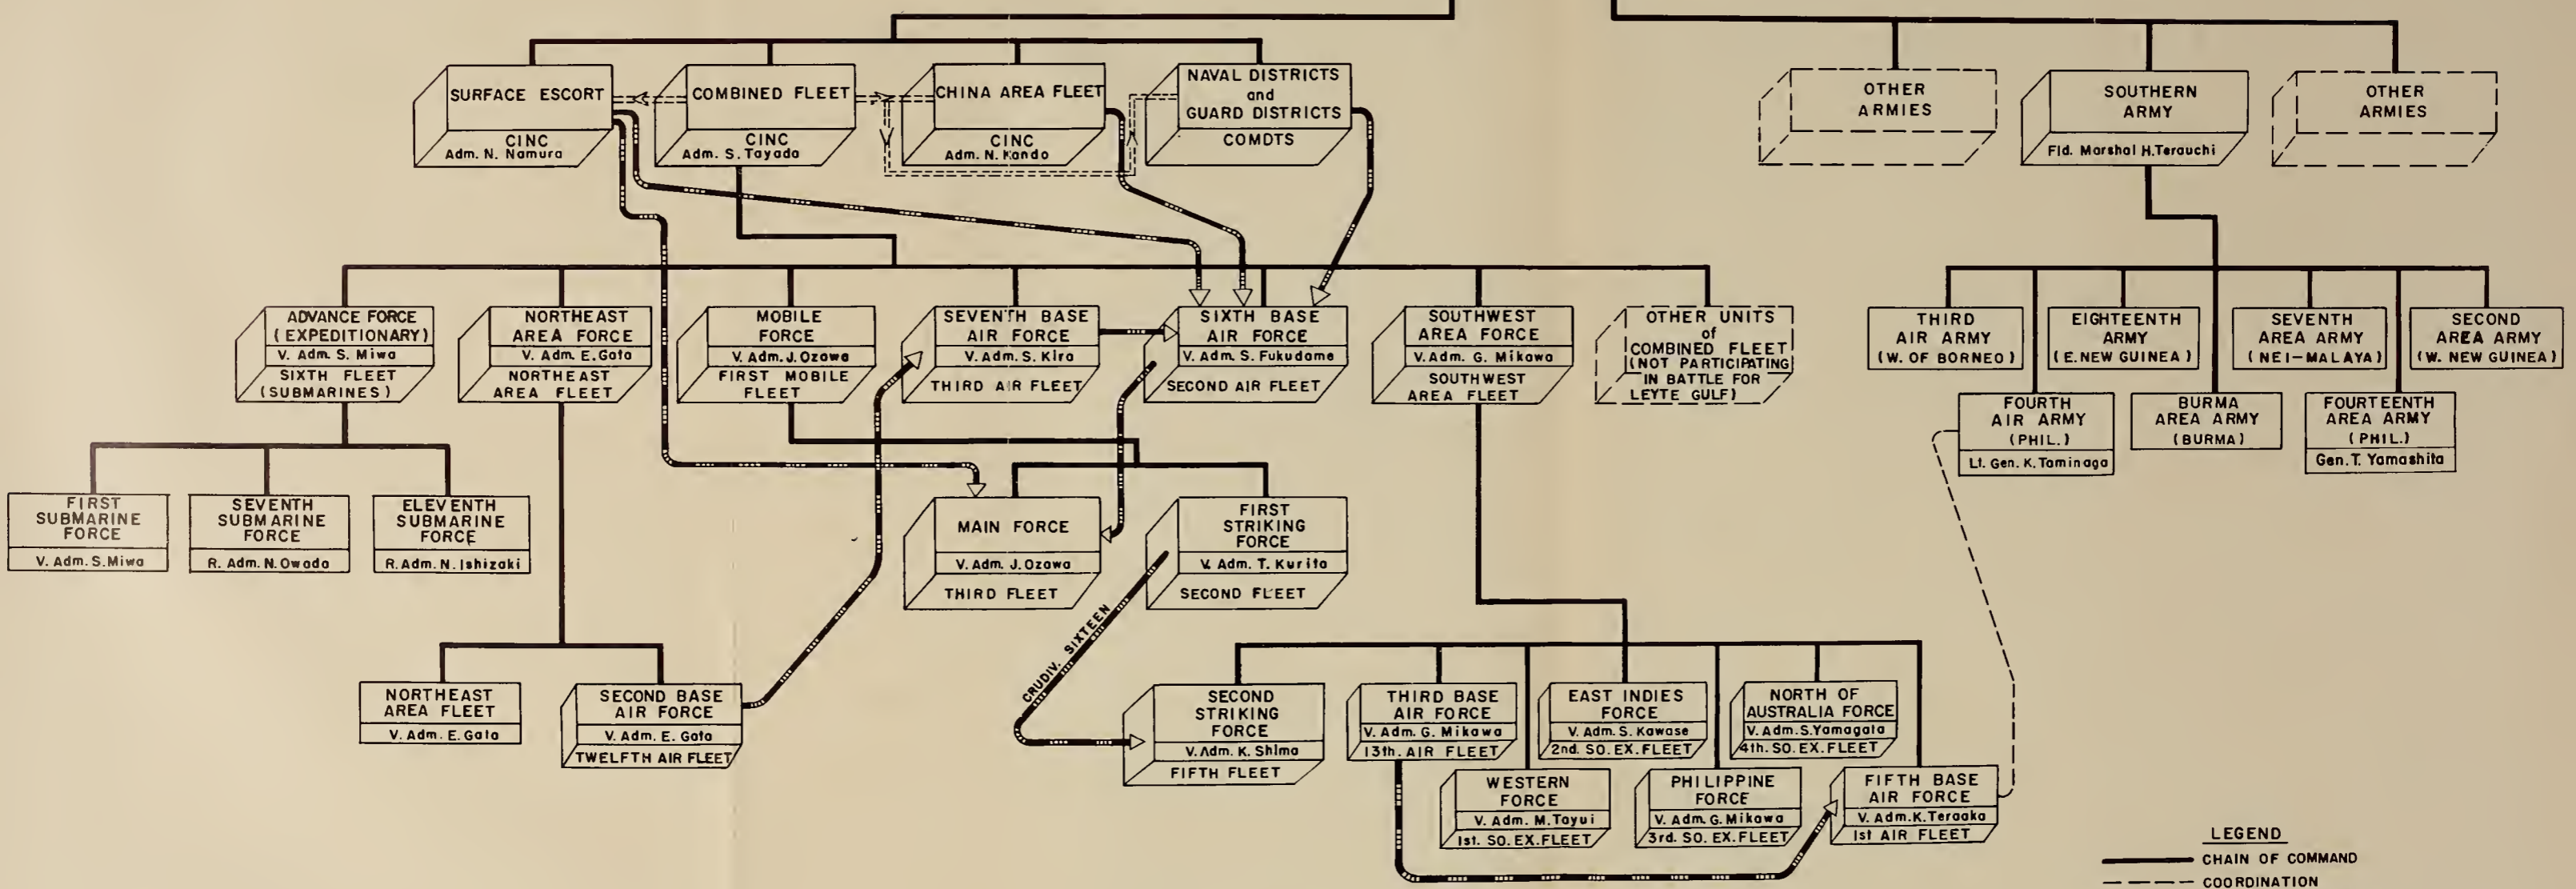 SURFACE ESCORT
CINC
Adm. N. Namura
COMBINED FLEET
CINC
Adm. S. Tayada
CHINA AREA FLEET
CINC
Adm. N. Kando
NAVAL DISTRICTS
and
GUARD DISTRICTS
COMDTS
OTHER
ARMIES
SOUTHERN
ARMY
Fld. Marshal H. Terauchi
OTHER
ARMIES
ADVANCE FORCE
(EXPEDITIONARY)
V. Adm. S. Miwa
SIXTH FLEET
(SUBMARINES)
NORTHEAST
AREA FORCE
V. Adm. E. Gata
NORTHEAST
AREA FLEET
MOBILE
FORCE
V. Adm. J. Ozawa
FIRST MOBILE
FLEET
SEVENTH BASE
AIR FORCE
V. Adm. S. Kira
THIRD AIR FLEET
SIXTH BASE
AIR FORCE
V. Adm. S. Fukudame
SECOND AIR FLEET
SOUTHWEST
AREA FORCE
V. Adm. G. Mikawa
SOUTHWEST
AREA FLEET
OTHER UNITS
of
COMBINED FLEET
(NOT PARTICIPATING
IN BATTLE FOR
LEYTE GULF)
THIRD
AIR ARMY
(W. OF BORNEO)
EIGHTEENTH
ARMY
(E. NEW GUINEA)
SEVENTH
AREA ARMY
(NEI-MALAYA)
SECOND
AREA ARMY
(W. NEW GUINEA)
FOURTH
AIR ARMY
(PHIL.)
Lt. Gen. K. Taminaga
BURMA
AREA ARMY
(BURMA)
FOURTEENTH
AREA ARMY
(PHIL.)
Gen. T. Yamashita
FIRST
SUBMARINE
FORCE
V. Adm. S. Miwa
SEVENTH
SUBMARINE
FORCE
R. Adm. N. Owada
ELEVENTH
SUBMARINE
FORCE
R. Adm. N. Ishizaki
MAIN FORCE
V. Adm. J. Ozawa
THIRD FLEET
FIRST
STRIKING
FORCE
V. Adm. T. Kurita
SECOND FLEET
CRUDIV. SIXTEEN
NORTHEAST
AREA FLEET
V. Adm. E. Gata
SECOND BASE
AIR FORCE
V. Adm. E. Gata
TWELFTH AIR FLEET
SECOND
STRIKING
FORCE
V. Adm. K. Shima
FIFTH FLEET
THIRD BASE
AIR FORCE
V. Adm. G. Mikawa
13th. AIR FLEET
EAST INDIES
FORCE
V. Adm. S. Kawase
2nd. SO. EX. FLEET
NORTH OF
AUSTRALIA FORCE
V. Adm. S. Yamagata
4th. SO. EX. FLEET
WESTERN
FORCE
V. Adm. M. Tayui
1st. SO. EX. FLEET
PHILIPPINE
FORCE
V. Adm. G. Mikawa
3rd. SO. EX. FLEET
FIFTH BASE
AIR FORCE
V. Adm. K. Teraaka
1st AIR FLEET
LEGEND
CHAIN OF COMMAND
COORDINATION